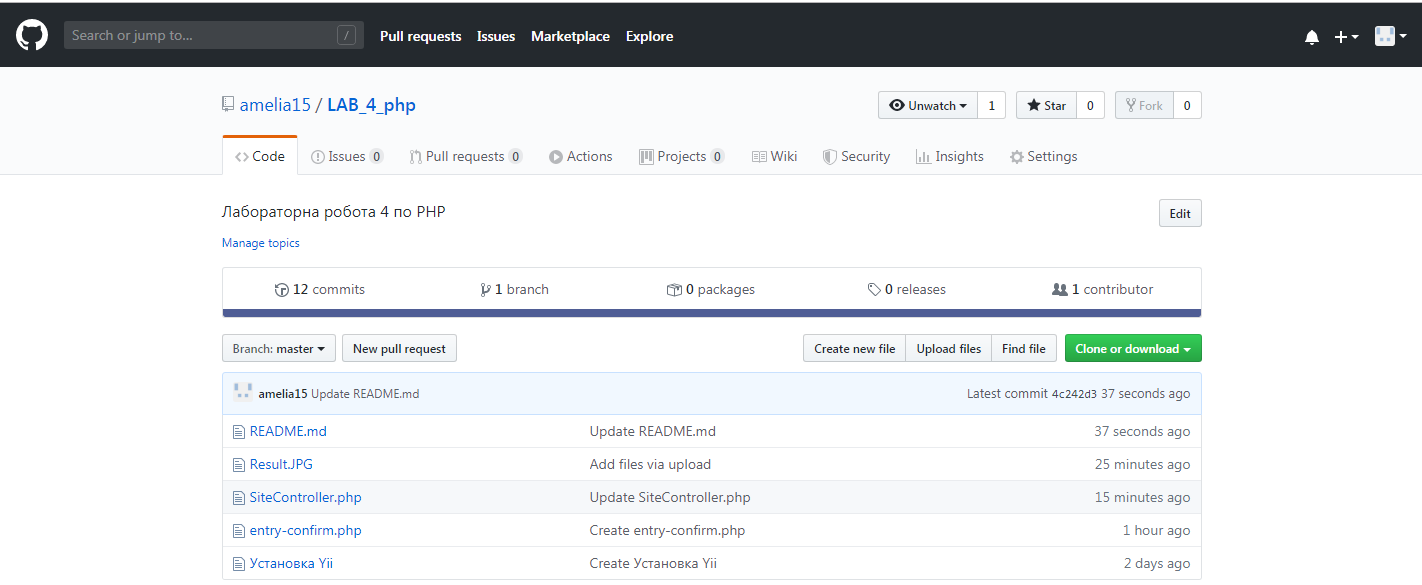 Search or jump to... / Pull requests Issues Marketplace Explore
amelia15 / LAB_4_php Unwatch 1 Star 0 Fork 0
Code Issues 0 Pull requests 0 Actions Projects 0 Wiki Security Insights Settings
Лабораторна робота 4 по PHP Edit
Manage topics
12 commits 1 branch 0 packages 0 releases 1 contributor
Branch: master New pull request Create new file Upload files Find file Clone or download
amelia15 Update README.md Latest commit 4c242d3 37 seconds ago
README.md Update README.md 37 seconds ago
Result.JPG Add files via upload 25 minutes ago
SiteController.php Update SiteController.php 15 minutes ago
entry-confirm.php Create entry-confirm.php 1 hour ago
Установка Yii Create Установка Yii 2 days ago